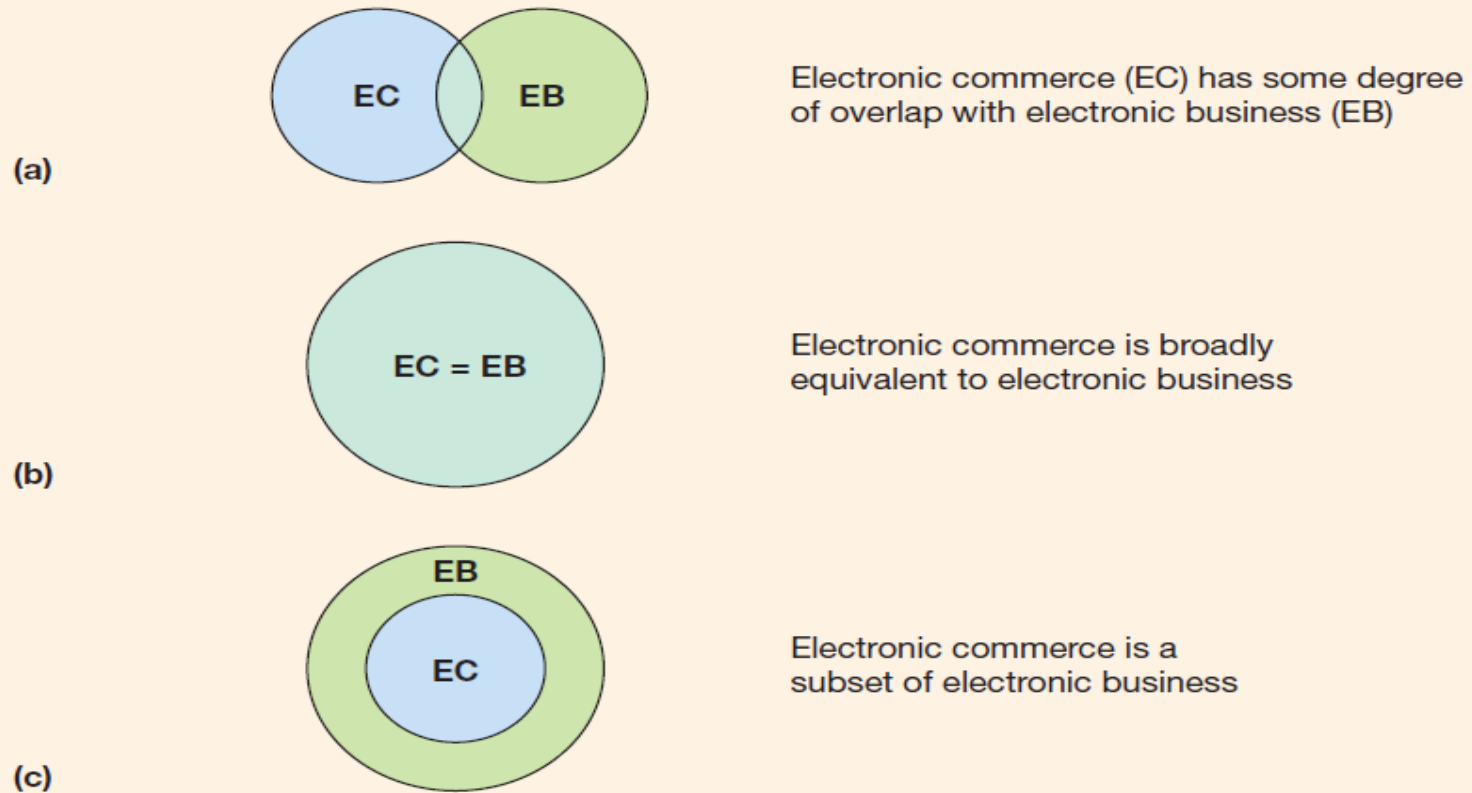 EC
EB
Electronic commerce (EC) has some degree
of overlap with electronic business (EB)
(a)
EC = EB
Electronic commerce is broadly
equivalent to electronic business
(b)
EB
EC
Electronic commerce is a
subset of electronic business
(c)